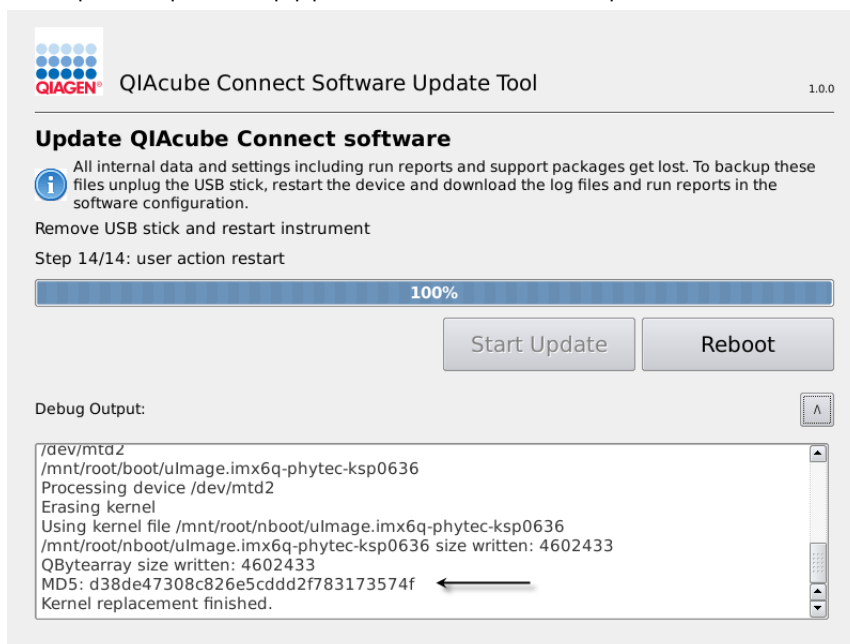 QIAGEN®
QIAcube Connect Software Update Tool
1.0.0
Update QIAcube Connect software
All internal data and settings including run reports and support packages get lost. To backup these
files unplug the USB stick, restart the device and download the log files and run reports in the
software configuration.
Remove USB stick and restart instrument
Step 14/14: user action restart
100%
Start Update
Reboot
Debug Output:
/dev/mtd2
/mnt/root/boot/uImage.imx6q-phytec-ksp0636
Processing device /dev/mtd2
Erasing kernel
Using kernel file /mnt/root/nboot/uImage.imx6q-phytec-ksp0636
/mnt/root/nboot/uImage.imx6q-phytec-ksp0636 size written: 4602433
QBytearray size written: 4602433
MD5: d38de47308c826e5cddd2f783173574f
Kernel replacement finished.